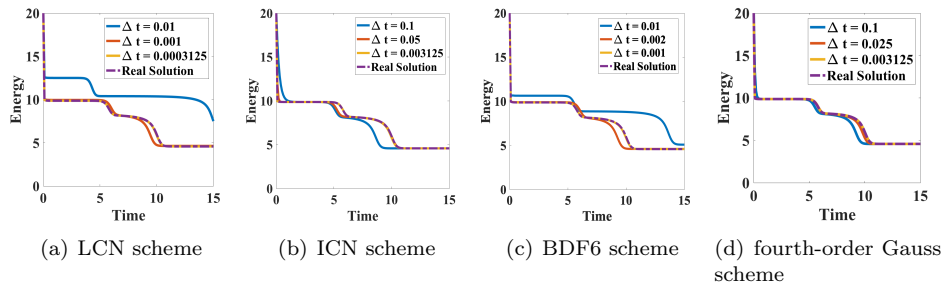 20
15
10
5
0
Energy
0
5
10
15
Time
Δ t = 0.01
Δ t = 0.001
Δ t = 0.0003125
Real Solution
(a) LCN scheme
20
15
10
5
0
Energy
0
5
10
15
Time
Δ t = 0.1
Δ t = 0.05
Δ t = 0.003125
Real Solution
(b) ICN scheme
20
15
10
5
0
Energy
0
5
10
15
Time
Δ t = 0.01
Δ t = 0.002
Δ t = 0.001
Real Solution
(c) BDF6 scheme
20
15
10
5
0
Energy
0
5
10
15
Time
Δ t = 0.1
Δ t = 0.025
Δ t = 0.003125
Real Solution
(d) fourth-order Gauss
scheme